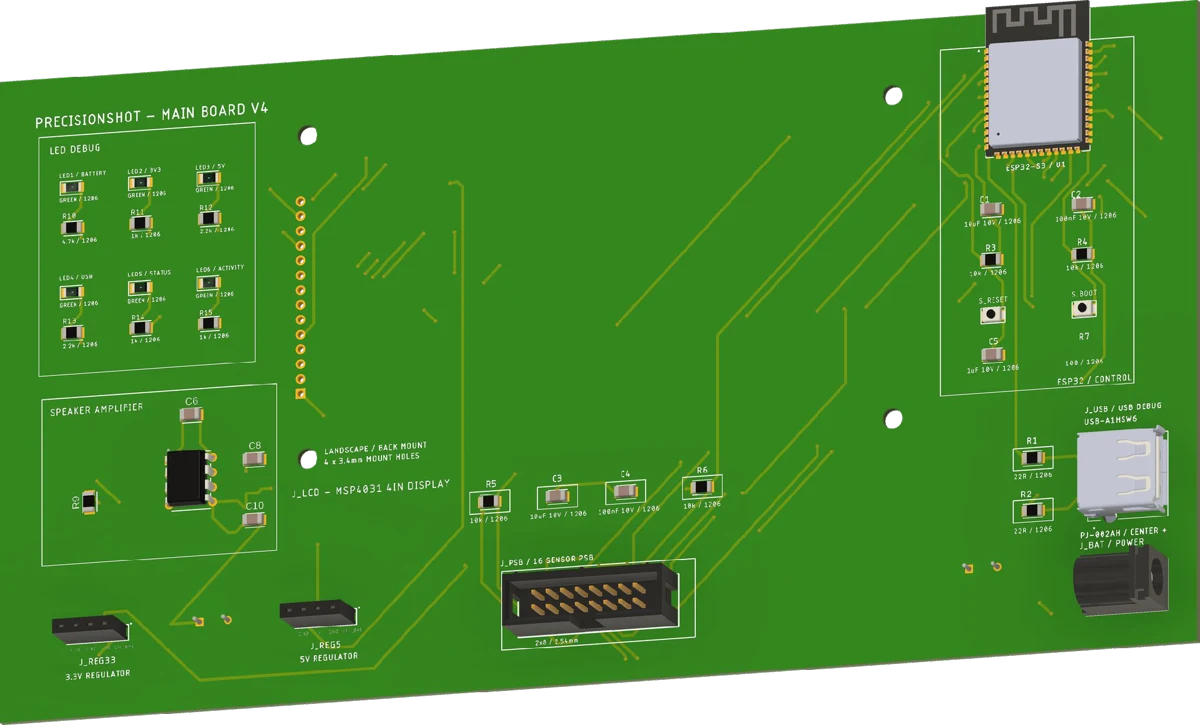 PRECISIONSHOT – MAIN BOARD V4
LED DEBUG
LED1 / BATTERY
GREEN / 1206
LED2 / 3V3
GREEN / 1206
LED3 / 5V
GREEN / 1206
R10
4.7k / 1206
R11
1k / 1206
R12
2.2k / 1206
LED4 / USB
GREEN / 1206
LED5 / STATUS
GREEN / 1206
LED6 / ACTIVITY
GREEN / 1206
R13
2.2k / 1206
R14
1k / 1206
R15
1k / 1206
SPEAKER AMPLIFIER
C6
C8
R9
C10
LANDSCAPE / BACK MOUNT
4 x 3.4mm MOUNT HOLES
J_LCD – MSP4031 4IN DISPLAY
R5
10k / 1206
C3
10uF 10V / 1206
C4
100nF 10V / 1206
R6
10k / 1206
J_PSB / 16 SENSOR PSB
2x8 / 2.54mm
J_REG33
3.3V REGULATOR
J_REG5
5V REGULATOR
ESP32-S3 / U1
C1
10uF 10V / 1206
C2
100nF 10V / 1206
R3
10k / 1206
R4
10k / 1206
S_RESET
S_BOOT
C5
1uF 10V / 1206
R7
100 / 1206
ESP32 / CONTROL
J_USB / USB DEBUG
USB-A1HSW6
R1
22R / 1206
R2
22R / 1206
PJ-002AH / CENTER +
J_BAT / POWER